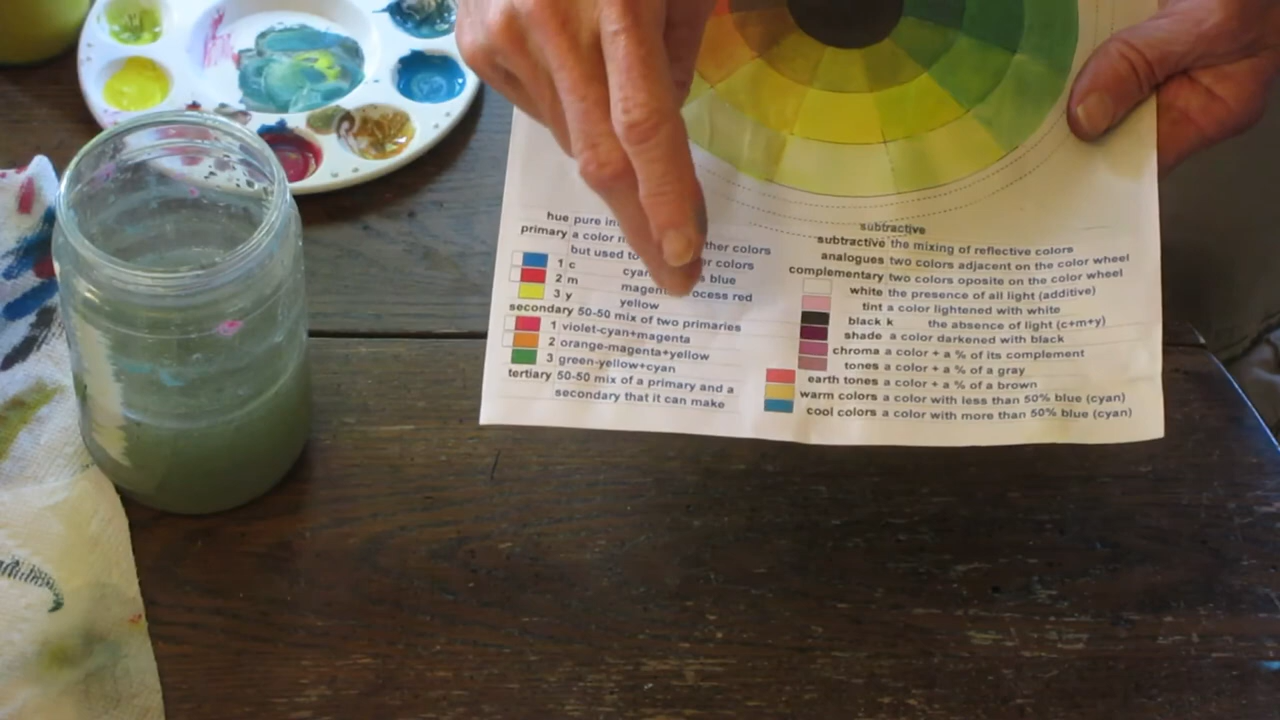 hue pure in
primary a color m ther colors
but used to r colors
1 c cyan s blue
2 m magent ocess red
3 y yellow
secondary 50-50 mix of two primaries
1 violet-cyan+magenta
2 orange-magenta+yellow
3 green-yellow+cyan
tertiary 50-50 mix of a primary and a
secondary that it can make
subtractive
subtractive the mixing of reflective colors
analogues two colors adjacent on the color wheel
complementary two colors oposite on the color wheel
white the presence of all light (additive)
tint a color lightened with white
black k the absence of light (c+m+y)
shade a color darkened with black
chroma a color + a % of its complement
tones a color + a % of a gray
earth tones a color + a % of a brown
warm colors a color with less than 50% blue (cyan)
cool colors a color with more than 50% blue (cyan)